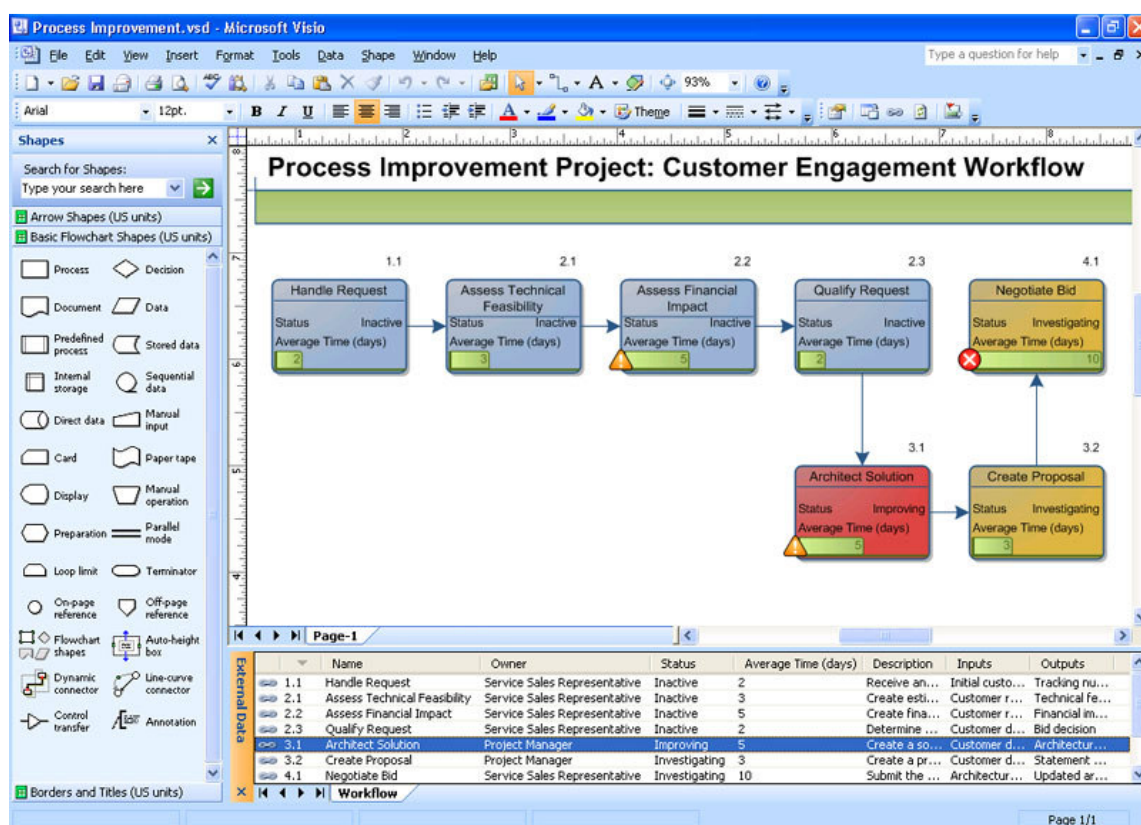 Process Improvement.vsd - Microsoft Visio
File Edit View Insert Format Tools Data Shape Window Help
Type a question for help
93%
Arial 12pt. B I U Theme
Shapes
Search for Shapes:
Type your search here
Arrow Shapes (US units)
Basic Flowchart Shapes (US units)
Process Decision
Document Data
Predefined process Stored data
Internal storage Sequential data
Direct data Manual input
Card Paper tape
Display Manual operation
Preparation Parallel mode
Loop limit Terminator
On-page reference Off-page reference
Flowchart shapes Auto-height box
Dynamic connector Line-curve connector
Control transfer Annotation
Borders and Titles (US units)
1 2 3 4 5 6 7 8
8
7
6
5
4
Process Improvement Project: Customer Engagement Workflow
1.1
Handle Request
Status Inactive
Average Time (days)
2
2.1
Assess Technical
Feasibility
Status Inactive
Average Time (days)
3
2.2
Assess Financial
Impact
Status Inactive
Average Time (days)
5
2.3
Qualify Request
Status Inactive
Average Time (days)
2
4.1
Negotiate Bid
Status Investigating
Average Time (days)
10
3.1
Architect Solution
Status Improving
Average Time (days)
5
3.2
Create Proposal
Status Investigating
Average Time (days)
3
Page-1
External Data
Name Owner Status Average Time (days) Description Inputs Outputs
1.1 Handle Request Service Sales Representative Inactive 2 Receive an... Initial custo... Tracking nu...
2.1 Assess Technical Feasibility Service Sales Representative Inactive 3 Create esti... Customer r... Technical fe...
2.2 Assess Financial Impact Service Sales Representative Inactive 5 Create fina... Customer r... Financial im...
2.3 Qualify Request Service Sales Representative Inactive 2 Determine ... Customer d... Bid decision
3.1 Architect Solution Project Manager Improving 5 Create a so... Customer d... Architectur...
3.2 Create Proposal Project Manager Investigating 3 Create a pr... Customer d... Statement ...
4.1 Negotiate Bid Service Sales Representative Investigating 10 Submit the ... Architectur... Updated ar...
Workflow
Page 1/1